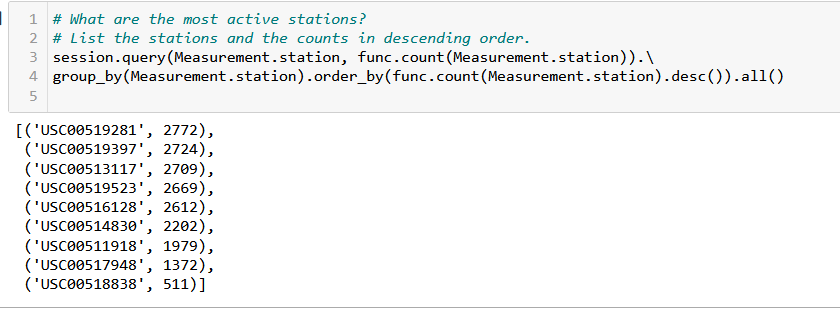 1 # What are the most active stations?
2 # List the stations and the counts in descending order.
3 session.query(Measurement.station, func.count(Measurement.station)).\
4 group_by(Measurement.station).order_by(func.count(Measurement.station).desc()).all()
5
[('USC00519281', 2772),
('USC00519397', 2724),
('USC00513117', 2709),
('USC00519523', 2669),
('USC00516128', 2612),
('USC00514830', 2202),
('USC00511918', 1979),
('USC00517948', 1372),
('USC00518838', 511)]